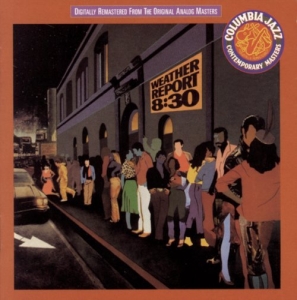 DIGITALLY REMASTERED FROM THE ORIGINAL ANALOG MASTERS
COLUMBIA JAZZ
CONTEMPORARY MASTERS
WEATHER
REPORT
8:30